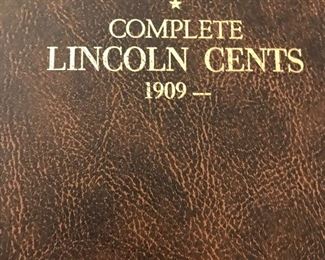 COMPLETE
LINCOLN CENTS
1909 —